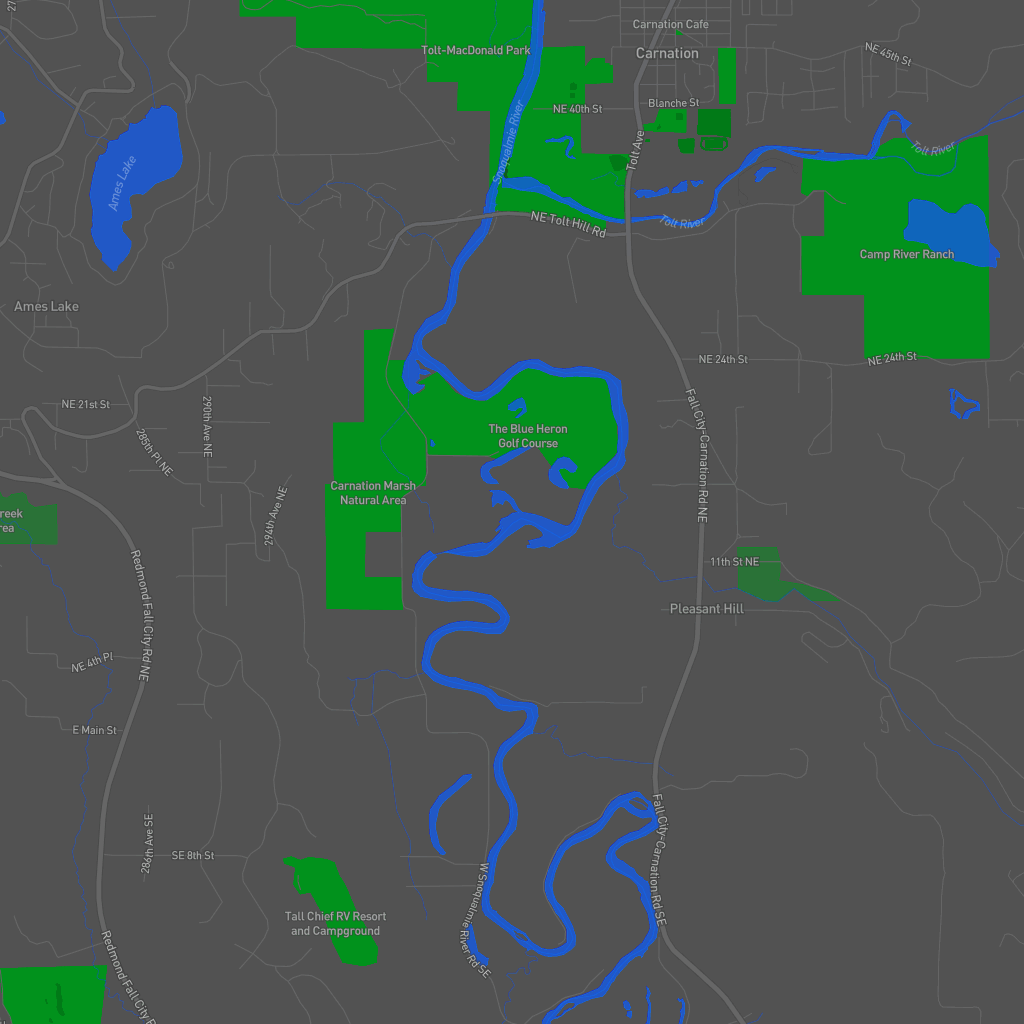 27
Carnation Cafe
Tolt-MacDonald Park
Carnation
NE 45th St
Blanche St
NE 40th St
Snoqualmie River
Tolt Ave
Tolt River
Ames Lake
NE Tolt Hill Rd
Tolt River
Camp River Ranch
Ames Lake
NE 24th St
NE 24th St
NE 21st St
290th Ave NE
285th Pl NE
The Blue Heron
Golf Course
Fall City-Carnation Rd NE
Carnation Marsh
Natural Area
294th Ave NE
reek
rea
11th St NE
Redmond Fall City Rd NE
Pleasant Hill
NE 4th Pl
E Main St
286th Ave SE
SE 8th St
Fall City-Carnation Rd SE
W Snoqualmie River Rd SE
Tall Chief RV Resort
and Campground
Redmond Fall City R